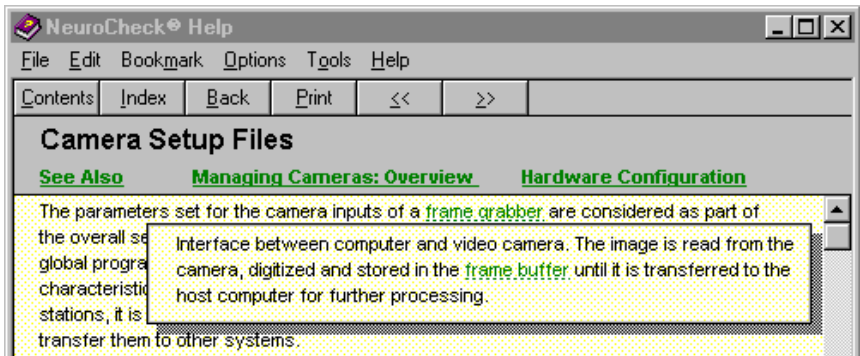 NeuroCheck® Help
File Edit Bookmark Options Tools Help
Contents Index Back Print << >>
Camera Setup Files
See Also Managing Cameras: Overview Hardware Configuration
The parameters set for the camera inputs of a frame grabber are considered as part of
the overall se
global progra
characteristic
stations, it is
transfer them to other systems.
Interface between computer and video camera. The image is read from the
camera, digitized and stored in the frame buffer until it is transferred to the
host computer for further processing.